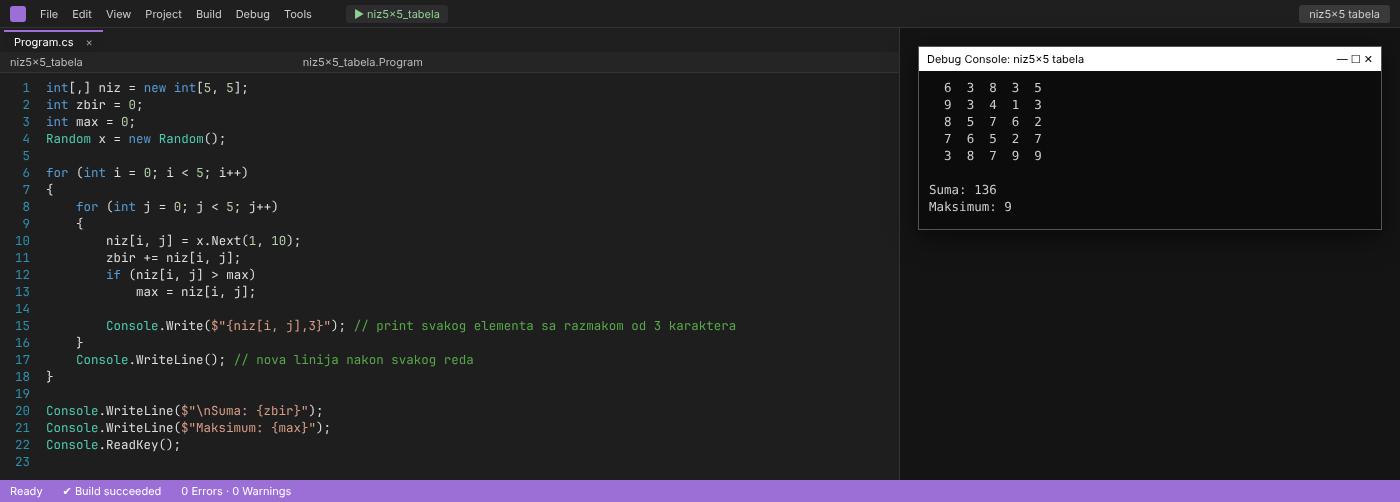 File Edit View Project Build Debug Tools ▶ niz5×5_tabela niz5×5 tabela
Program.cs ×
niz5×5_tabela niz5×5_tabela.Program
1 int[,] niz = new int[5, 5];
2 int zbir = 0;
3 int max = 0;
4 Random x = new Random();
5
6 for (int i = 0; i < 5; i++)
7 {
8     for (int j = 0; j < 5; j++)
9     {
10         niz[i, j] = x.Next(1, 10);
11         zbir += niz[i, j];
12         if (niz[i, j] > max)
13             max = niz[i, j];
14
15         Console.Write($"{niz[i, j],3}"); // print svakog elementa sa razmakom od 3 karaktera
16     }
17     Console.WriteLine(); // nova linija nakon svakog reda
18 }
19
20 Console.WriteLine($"\nSuma: {zbir}");
21 Console.WriteLine($"Maksimum: {max}");
22 Console.ReadKey();
23
Debug Console: niz5×5 tabela — ☐ ✕
6 3 8 3 5
9 3 4 1 3
8 5 7 6 2
7 6 5 2 7
3 8 7 9 9
Suma: 136
Maksimum: 9
Ready ✔ Build succeeded 0 Errors · 0 Warnings